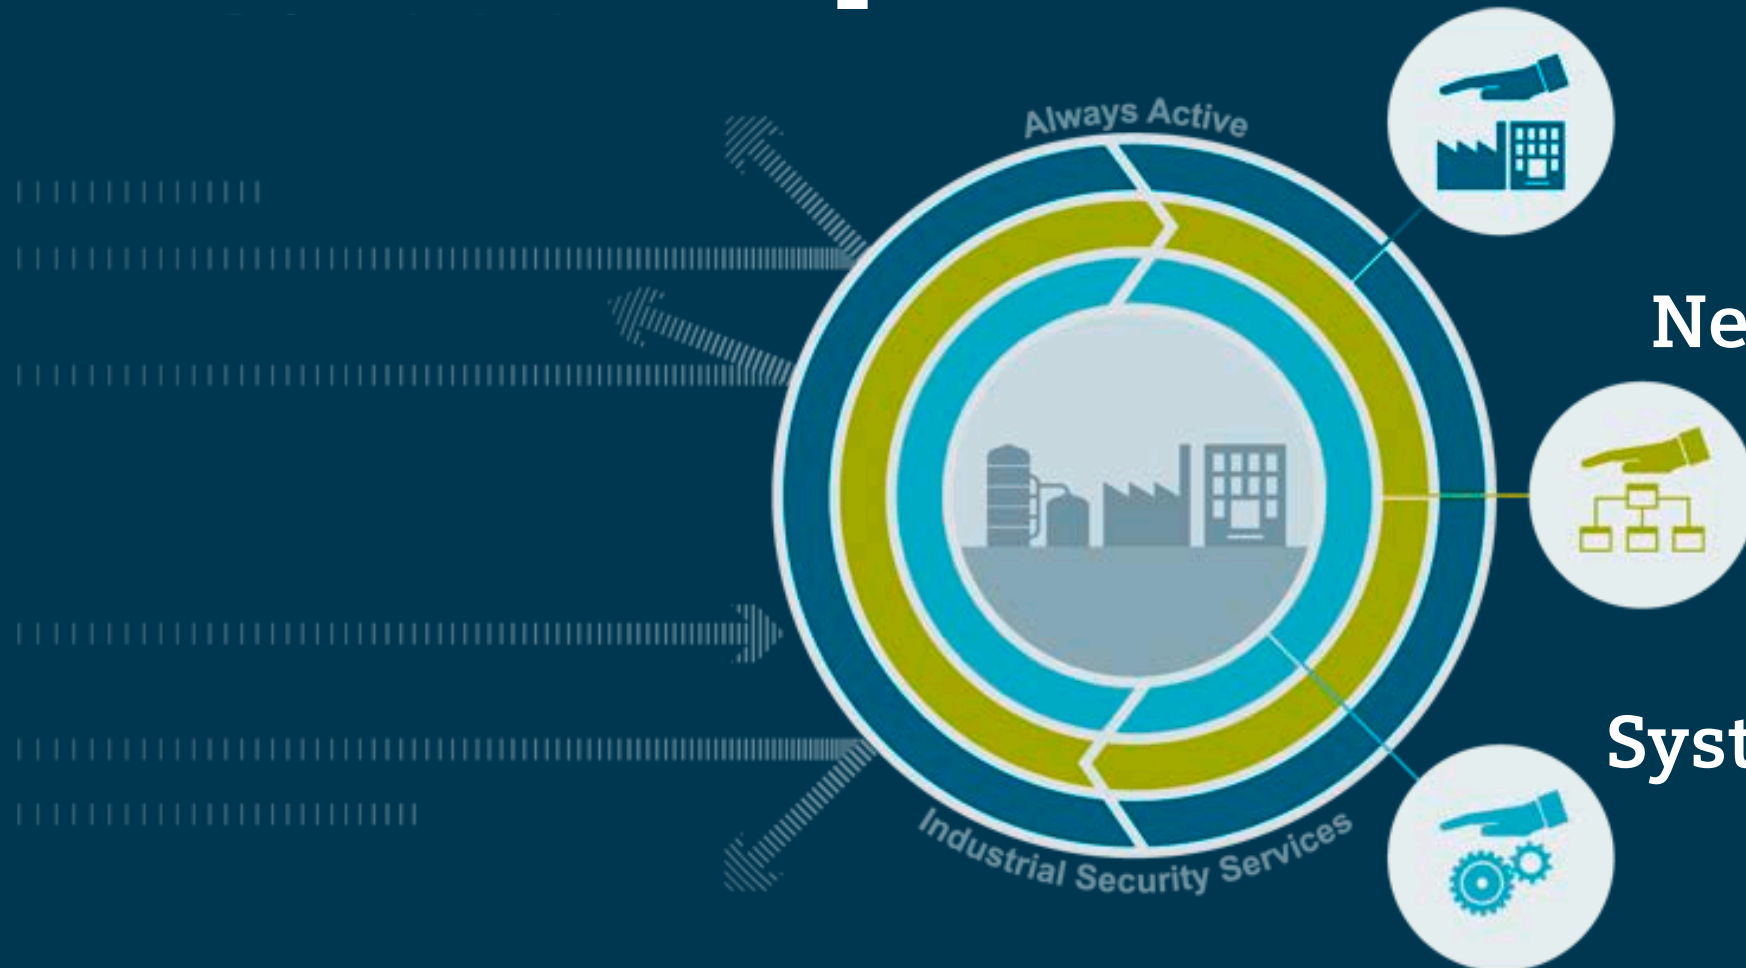 Always Active
Ne
Syst
Industrial Security Services